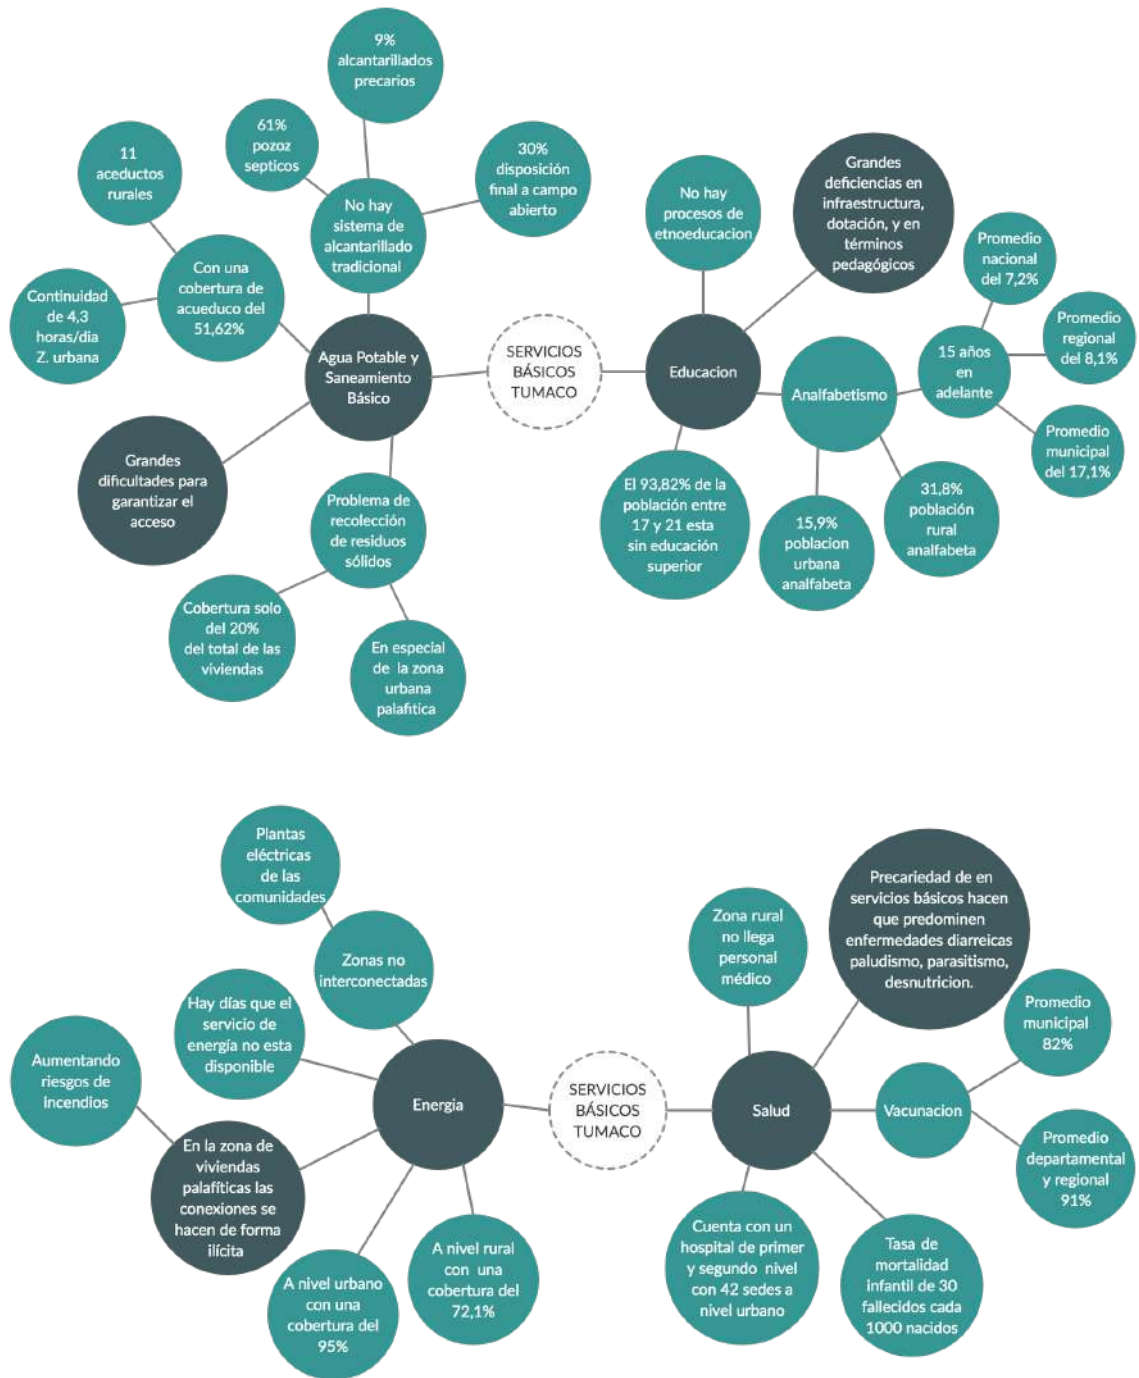 9%
alcantarillados
precarios
61%
pozoz
septicos
11
aceductos
rurales
30%
disposición
final a campo
abierto
No hay
sistema de
alcantarillado
tradicional
Con una
cobertura de
acueduco del
51,62%
Continuidad
de 4,3
horas/dia
Z. urbana
Agua Potable y
Saneamiento
Básico
Grandes
dificultades para
garantizar el
acceso
Problema de
recolección
de residuos
sólidos
Cobertura solo
del 20%
del total de las
viviendas
En especial
de la zona
urbana
palafitica
SERVICIOS
BÁSICOS
TUMACO
No hay
procesos de
etnoeducacion
Grandes
deficiencias en
infraestructura,
dotación, y en
términos
pedagógicos
Educacion
Analfabetismo
15 años
en
adelante
Promedio
nacional
del 7,2%
Promedio
regional
del 8,1%
Promedio
municipal
del 17,1%
El 93,82% de la
población entre
17 y 21 esta
sin educación
superior
15,9%
poblacion
urbana
analfabeta
31,8%
población
rural
analfabeta
Plantas
eléctricas
de las
comunidades
Zonas no
interconectadas
Hay días que el
servicio de
energía no esta
disponible
Aumentando
riesgos de
incendios
Energia
En la zona de
viviendas
palafíticas las
conexiones se
hacen de forma
ilícita
A nivel urbano
con una
cobertura del
95%
A nivel rural
con una
cobertura del
72,1%
SERVICIOS
BÁSICOS
TUMACO
Zona rural
no llega
personal
médico
Precariedad de en
servicios básicos hacen
que predominen
enfermedades diarreicas
paludismo, parasitismo,
desnutricion.
Salud
Vacunacion
Promedio
municipal
82%
Promedio
departamental
y regional
91%
Cuenta con un
hospital de primer
y segundo nivel
con 42 sedes a
nivel urbano
Tasa de
mortalidad
infantil de 30
fallecidos cada
1000 nacidos